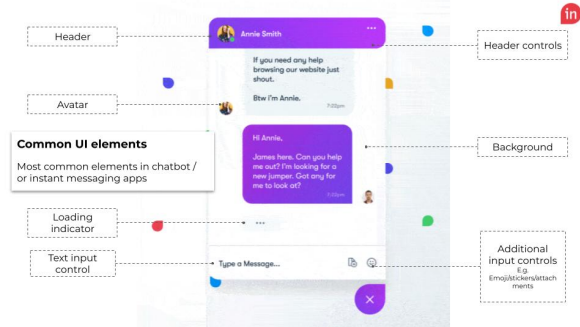 in
Header
Annie Smith
Header controls
If you need any help
browsing our website just
shout.
Btw I'm Annie.
7:02pm
Avatar
Common UI elements
Most common elements in chatbot /
or instant messaging apps
Hi Annie,
James here. Can you help
me out? I'm looking for a
new jumper. Got any for
me to look at?
7:02pm
Background
Loading
indicator
Text input
control
Type a Message...
Additional
input controls
E.g.
Emoji/stickers/attach
ments